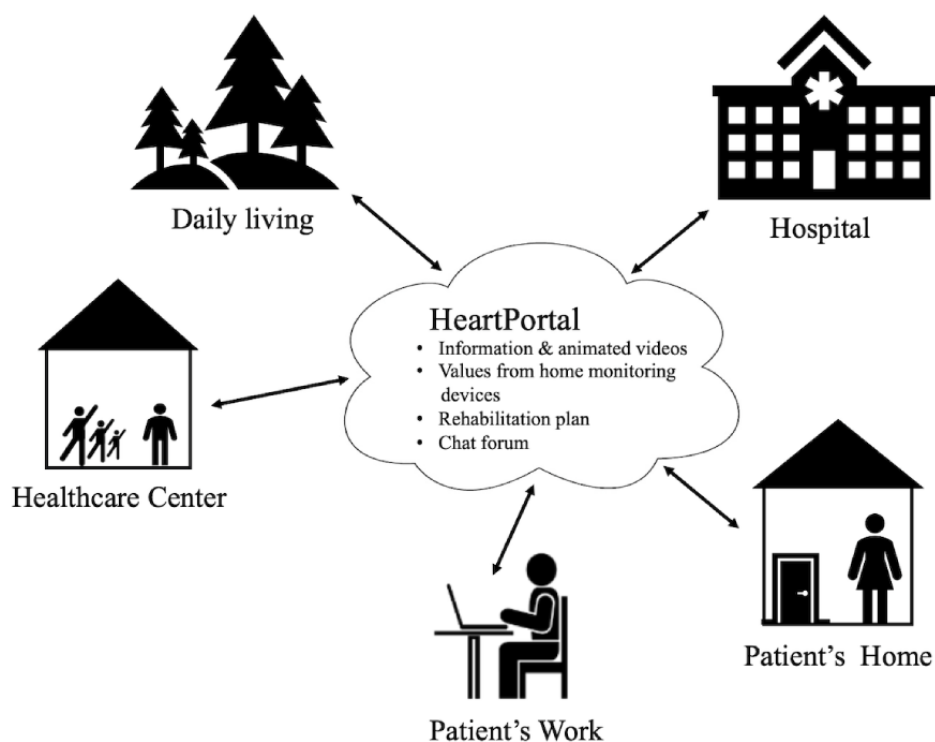 Daily living
Hospital
HeartPortal
• Information & animated videos
• Values from home monitoring
devices
• Rehabilitation plan
• Chat forum
Healthcare Center
Patient's Home
Patient's Work